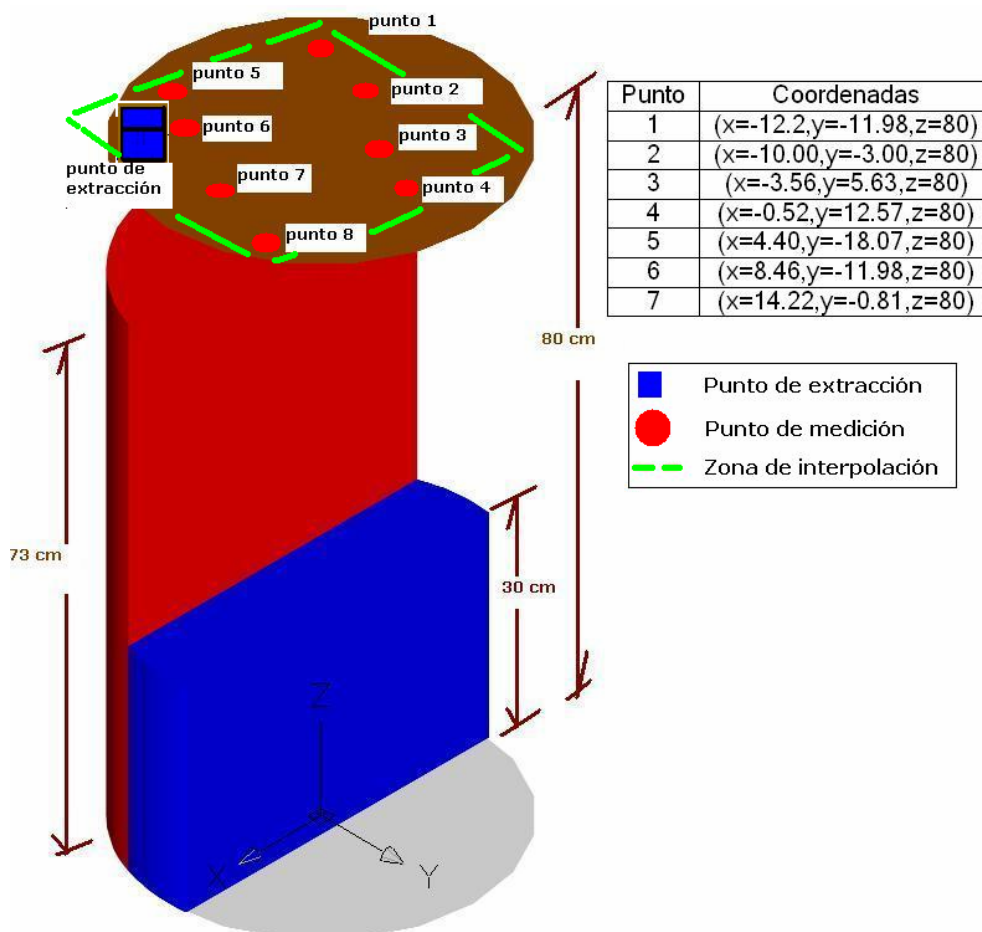 punto 1
punto 5
punto 2
punto 6
punto 3
punto de
extracción
punto 7
punto 4
punto 8
Punto Coordenadas
1 (x=-12.2,y=-11.98,z=80)
2 (x=-10.00,y=-3.00,z=80)
3 (x=-3.56,y=5.63,z=80)
4 (x=-0.52,y=12.57,z=80)
5 (x=4.40,y=-18.07,z=80)
6 (x=8.46,y=-11.98,z=80)
7 (x=14.22,y=-0.81,z=80)
80 cm
Punto de extracción
Punto de medición
Zona de interpolación
73 cm
30 cm
Z
X
Y